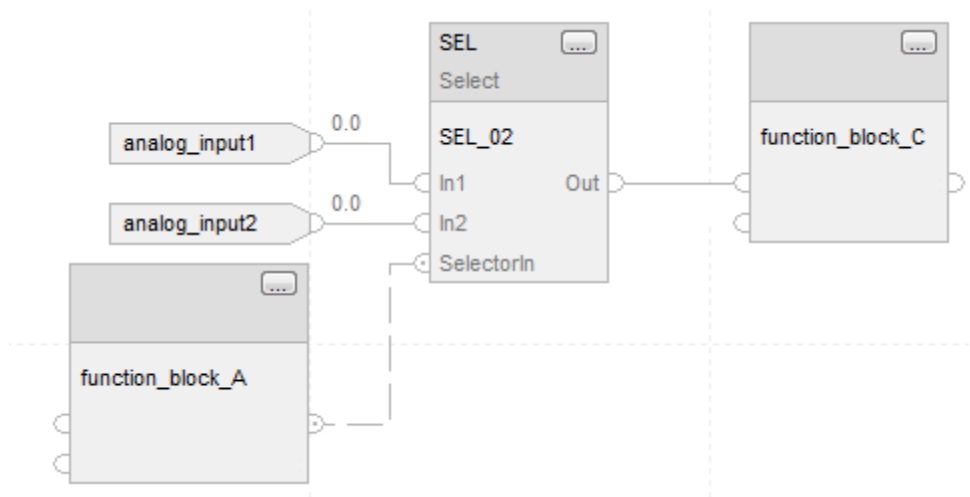 SEL
...
Select
...
0.0
analog_input1
SEL_02
function_block_C
In1
Out
0.0
analog_input2
In2
SelectorIn
...
function_block_A